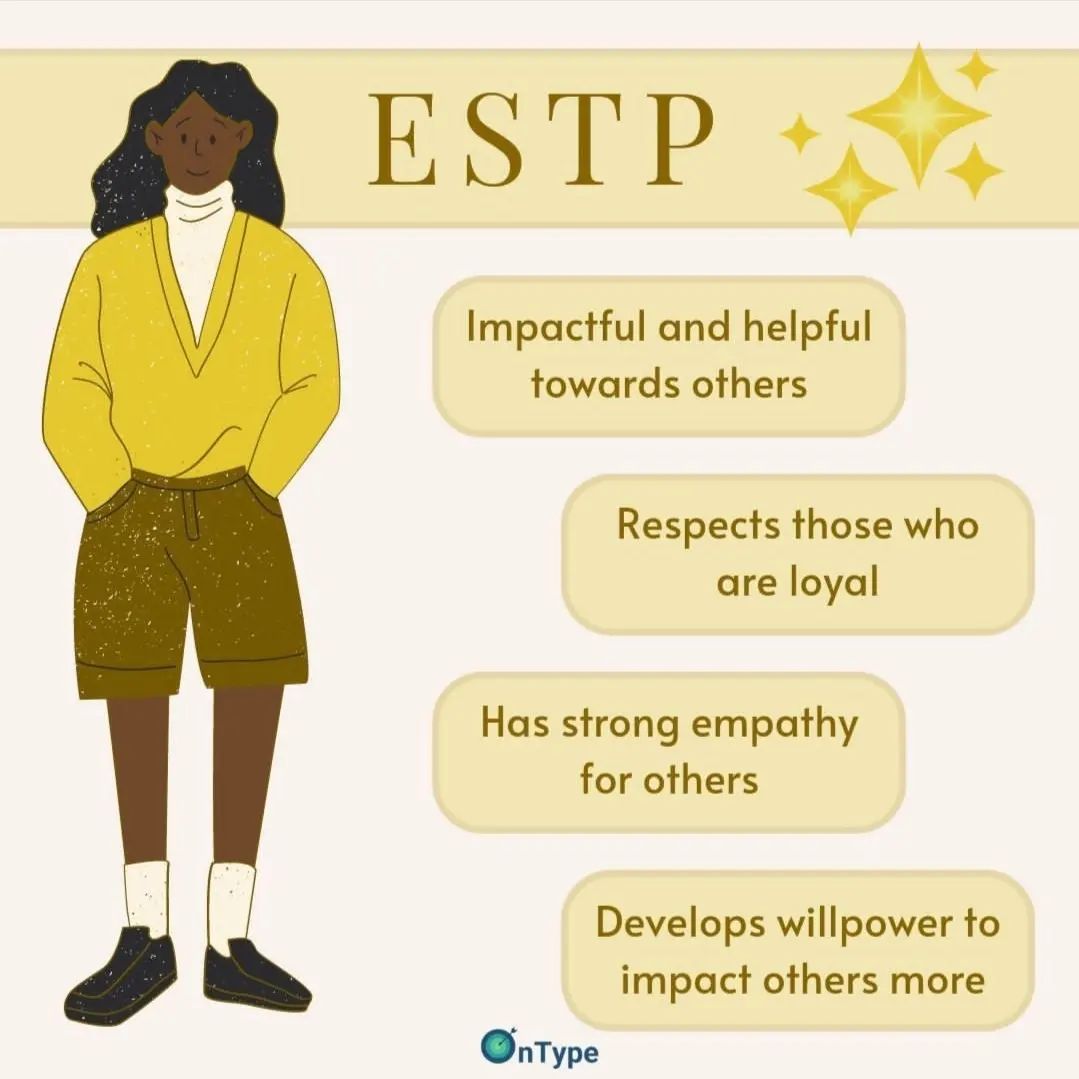 ESTP
Impactful and helpful
towards others
Respects those who
are loyal
Has strong empathy
for others
Develops willpower to
impact others more
OnType